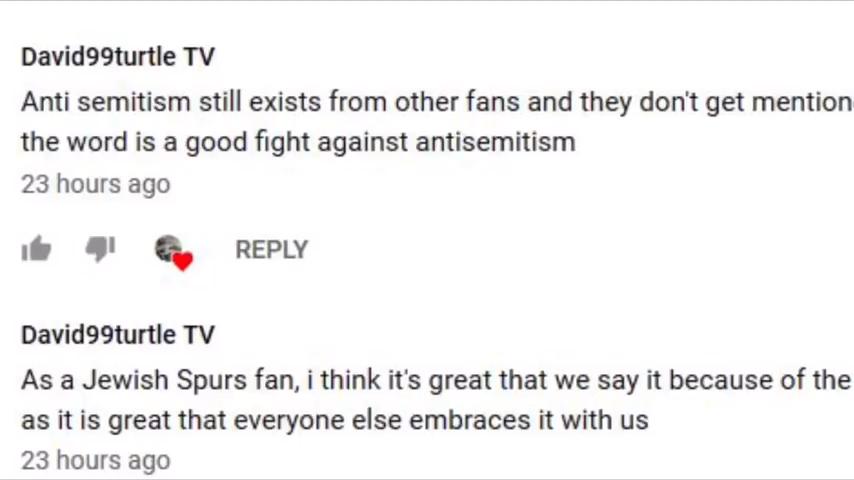 David99turtle TV
Anti semitism still exists from other fans and they don't get mention
the word is a good fight against antisemitism
23 hours ago
REPLY
David99turtle TV
As a Jewish Spurs fan, i think it's great that we say it because of the
as it is great that everyone else embraces it with us
23 hours ago